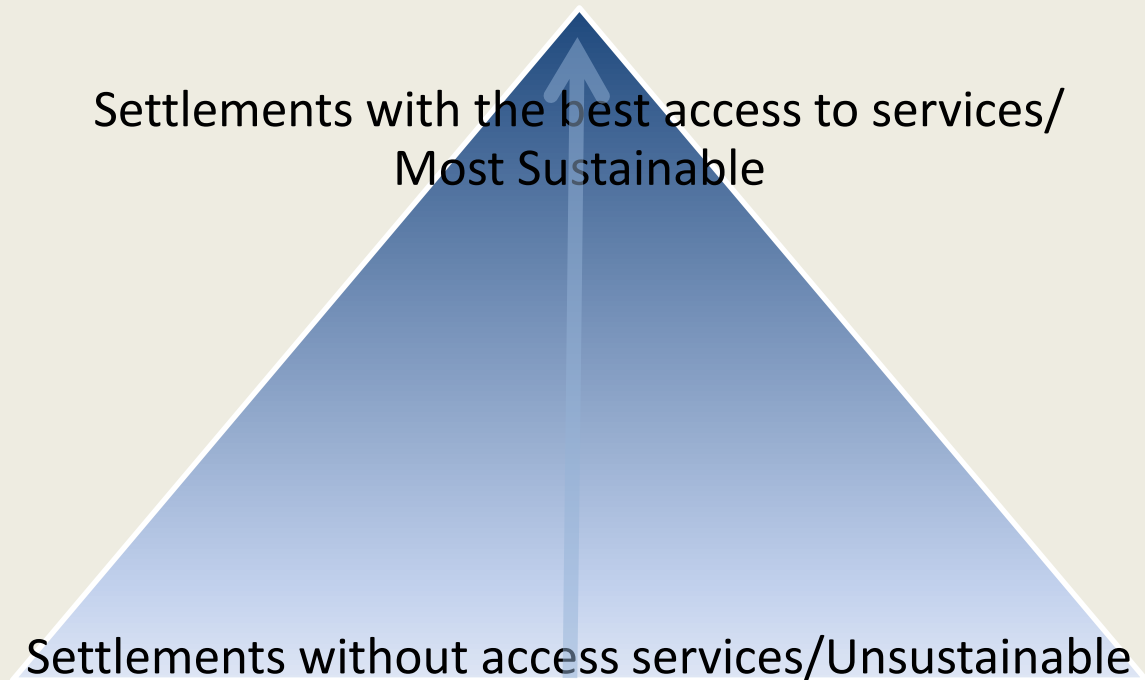 Settlements with the best access to services/
Most Sustainable
Settlements without access services/Unsustainable